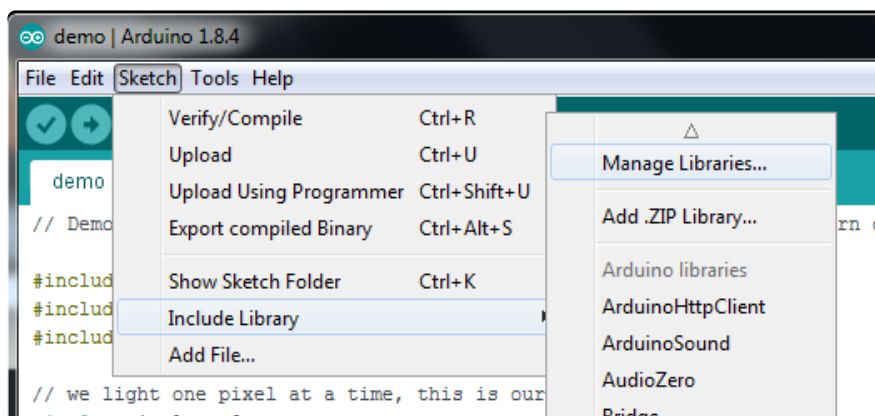 demo | Arduino 1.8.4
File Edit Sketch Tools Help
demo
Verify/Compile Ctrl+R
Upload Ctrl+U
Upload Using Programmer Ctrl+Shift+U
Export compiled Binary Ctrl+Alt+S
Show Sketch Folder Ctrl+K
Include Library
Add File...
Manage Libraries...
Add .ZIP Library...
Arduino libraries
ArduinoHttpClient
ArduinoSound
AudioZero
Bridge
// Demo
#includ
#includ
#includ
// we light one pixel at a time, this is our